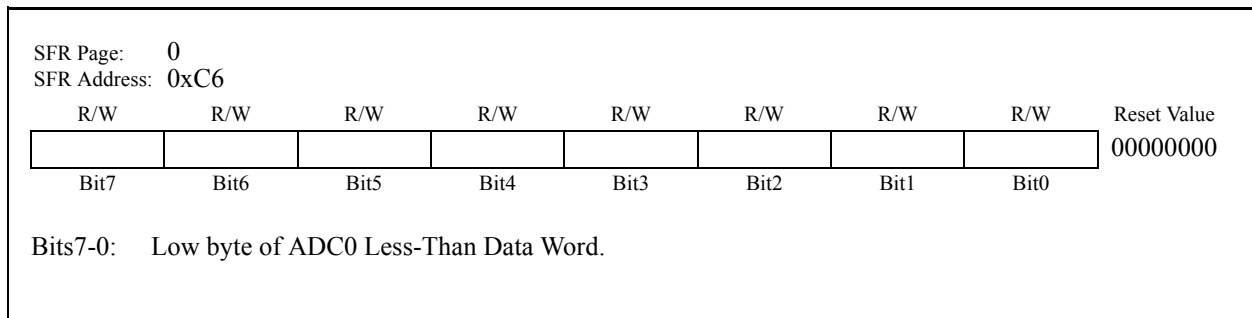 SFR Page: 0
SFR Address: 0xC6
R/W R/W R/W R/W R/W R/W R/W R/W Reset Value
00000000
Bit7 Bit6 Bit5 Bit4 Bit3 Bit2 Bit1 Bit0
Bits7-0: Low byte of ADC0 Less-Than Data Word.